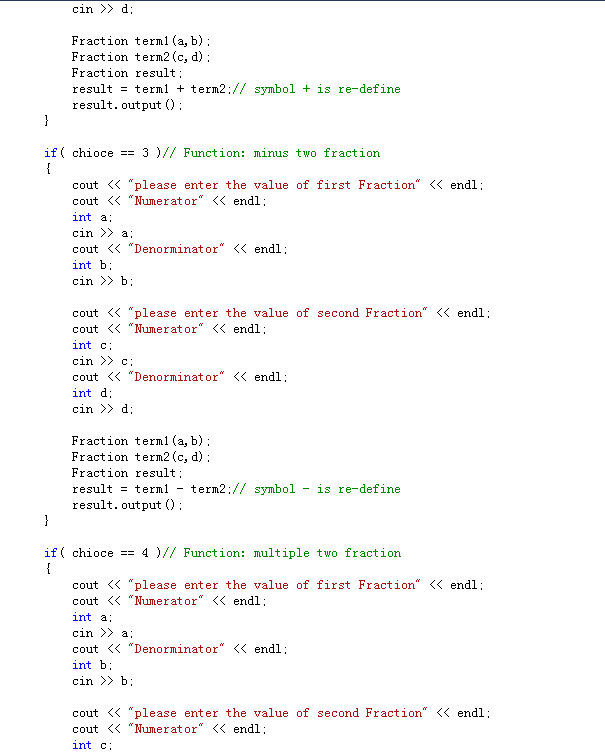 cin >> d;
Fraction term1(a,b);
Fraction term2(c,d);
Fraction result;
result = term1 + term2;// symbol + is re-define
result.output();
}
if( chioce == 3 )// Function: minus two fraction
{
cout << "please enter the value of first Fraction" << endl;
cout << "Numerator" << endl;
int a;
cin >> a;
cout << "Denorminator" << endl;
int b;
cin >> b;
cout << "please enter the value of second Fraction" << endl;
cout << "Numerator" << endl;
int c;
cin >> c;
cout << "Denorminator" << endl;
int d;
cin >> d;
Fraction term1(a,b);
Fraction term2(c,d);
Fraction result;
result = term1 - term2;// symbol - is re-define
result.output();
}
if( chioce == 4 )// Function: multiple two fraction
{
cout << "please enter the value of first Fraction" << endl;
cout << "Numerator" << endl;
int a;
cin >> a;
cout << "Denorminator" << endl;
int b;
cin >> b;
cout << "please enter the value of second Fraction" << endl;
cout << "Numerator" << endl;
int c;